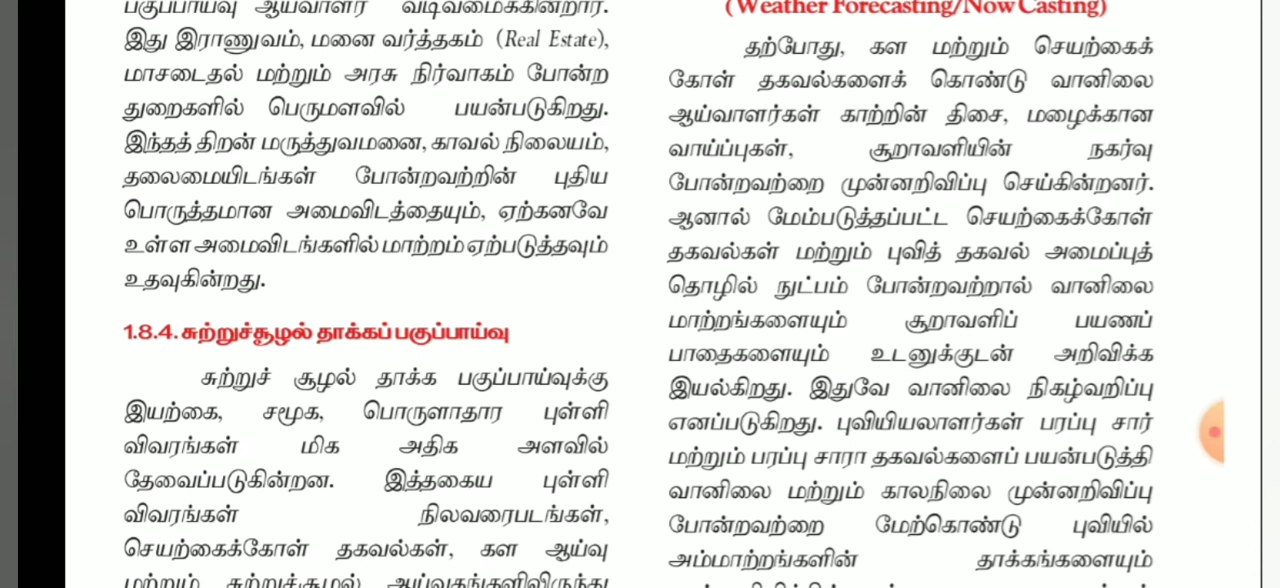 பகுப்பாய்வு ஆய்வாளர் வடிவமைக்கின்றார்.
இது இராணுவம், மனை வர்த்தகம் (Real Estate),
மாசடைதல் மற்றும் அரசு நிர்வாகம் போன்ற
துறைகளில் பெருமளவில் பயன்படுகிறது.
இந்தத் திறன் மருத்துவமனை, காவல் நிலையம்,
தலைமையிடங்கள் போன்றவற்றின் புதிய
பொருத்தமான அமைவிடத்தையும், ஏற்கனவே
உள்ள அமைவிடங்களில் மாற்றம் ஏற்படுத்தவும்
உதவுகின்றது.
1.8.4. சுற்றுச்சூழல் தாக்கப் பகுப்பாய்வு
சுற்றுச் சூழல் தாக்க பகுப்பாய்வுக்கு
இயற்கை, சமூக, பொருளாதார புள்ளி
விவரங்கள் மிக அதிக அளவில்
தேவைப்படுகின்றன. இத்தகைய புள்ளி
விவரங்கள் நிலவரைபடங்கள்,
செயற்கைக்கோள் தகவல்கள், கள ஆய்வு
மற்றும் சுற்றுச்சூழல் ஆய்வகங்களிலிருந்து
(Weather Forecasting/Now Casting)
தற்போது, கள மற்றும் செயற்கைக்
கோள் தகவல்களைக் கொண்டு வானிலை
ஆய்வாளர்கள் காற்றின் திசை, மழைக்கான
வாய்ப்புகள், சூறாவளியின் நகர்வு
போன்றவற்றை முன்னறிவிப்பு செய்கின்றனர்.
ஆனால் மேம்படுத்தப்பட்ட செயற்கைக்கோள்
தகவல்கள் மற்றும் புவித் தகவல் அமைப்புத்
தொழில் நுட்பம் போன்றவற்றால் வானிலை
மாற்றங்களையும் சூறாவளிப் பயணப்
பாதைகளையும் உடனுக்குடன் அறிவிக்க
இயல்கிறது. இதுவே வானிலை நிகழ்வறிப்பு
எனப்படுகிறது. புவியியலாளர்கள் பரப்பு சார்
மற்றும் பரப்பு சாரா தகவல்களைப் பயன்படுத்தி
வானிலை மற்றும் காலநிலை முன்னறிவிப்பு
போன்றவற்றை மேற்கொண்டு புவியில்
அம்மாற்றங்களின் தாக்கங்களையும்